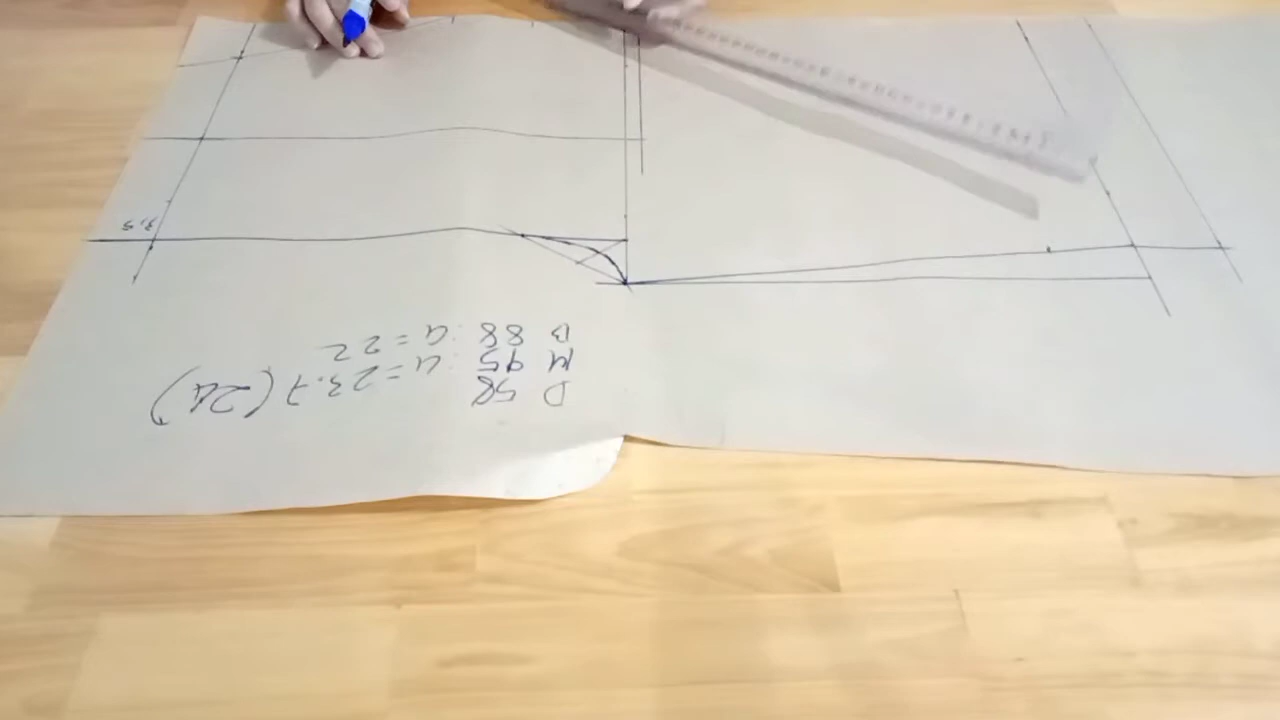 D 58
M 95 : 4 = 23.7 (24)
B 88 : 4 = 22
3,5